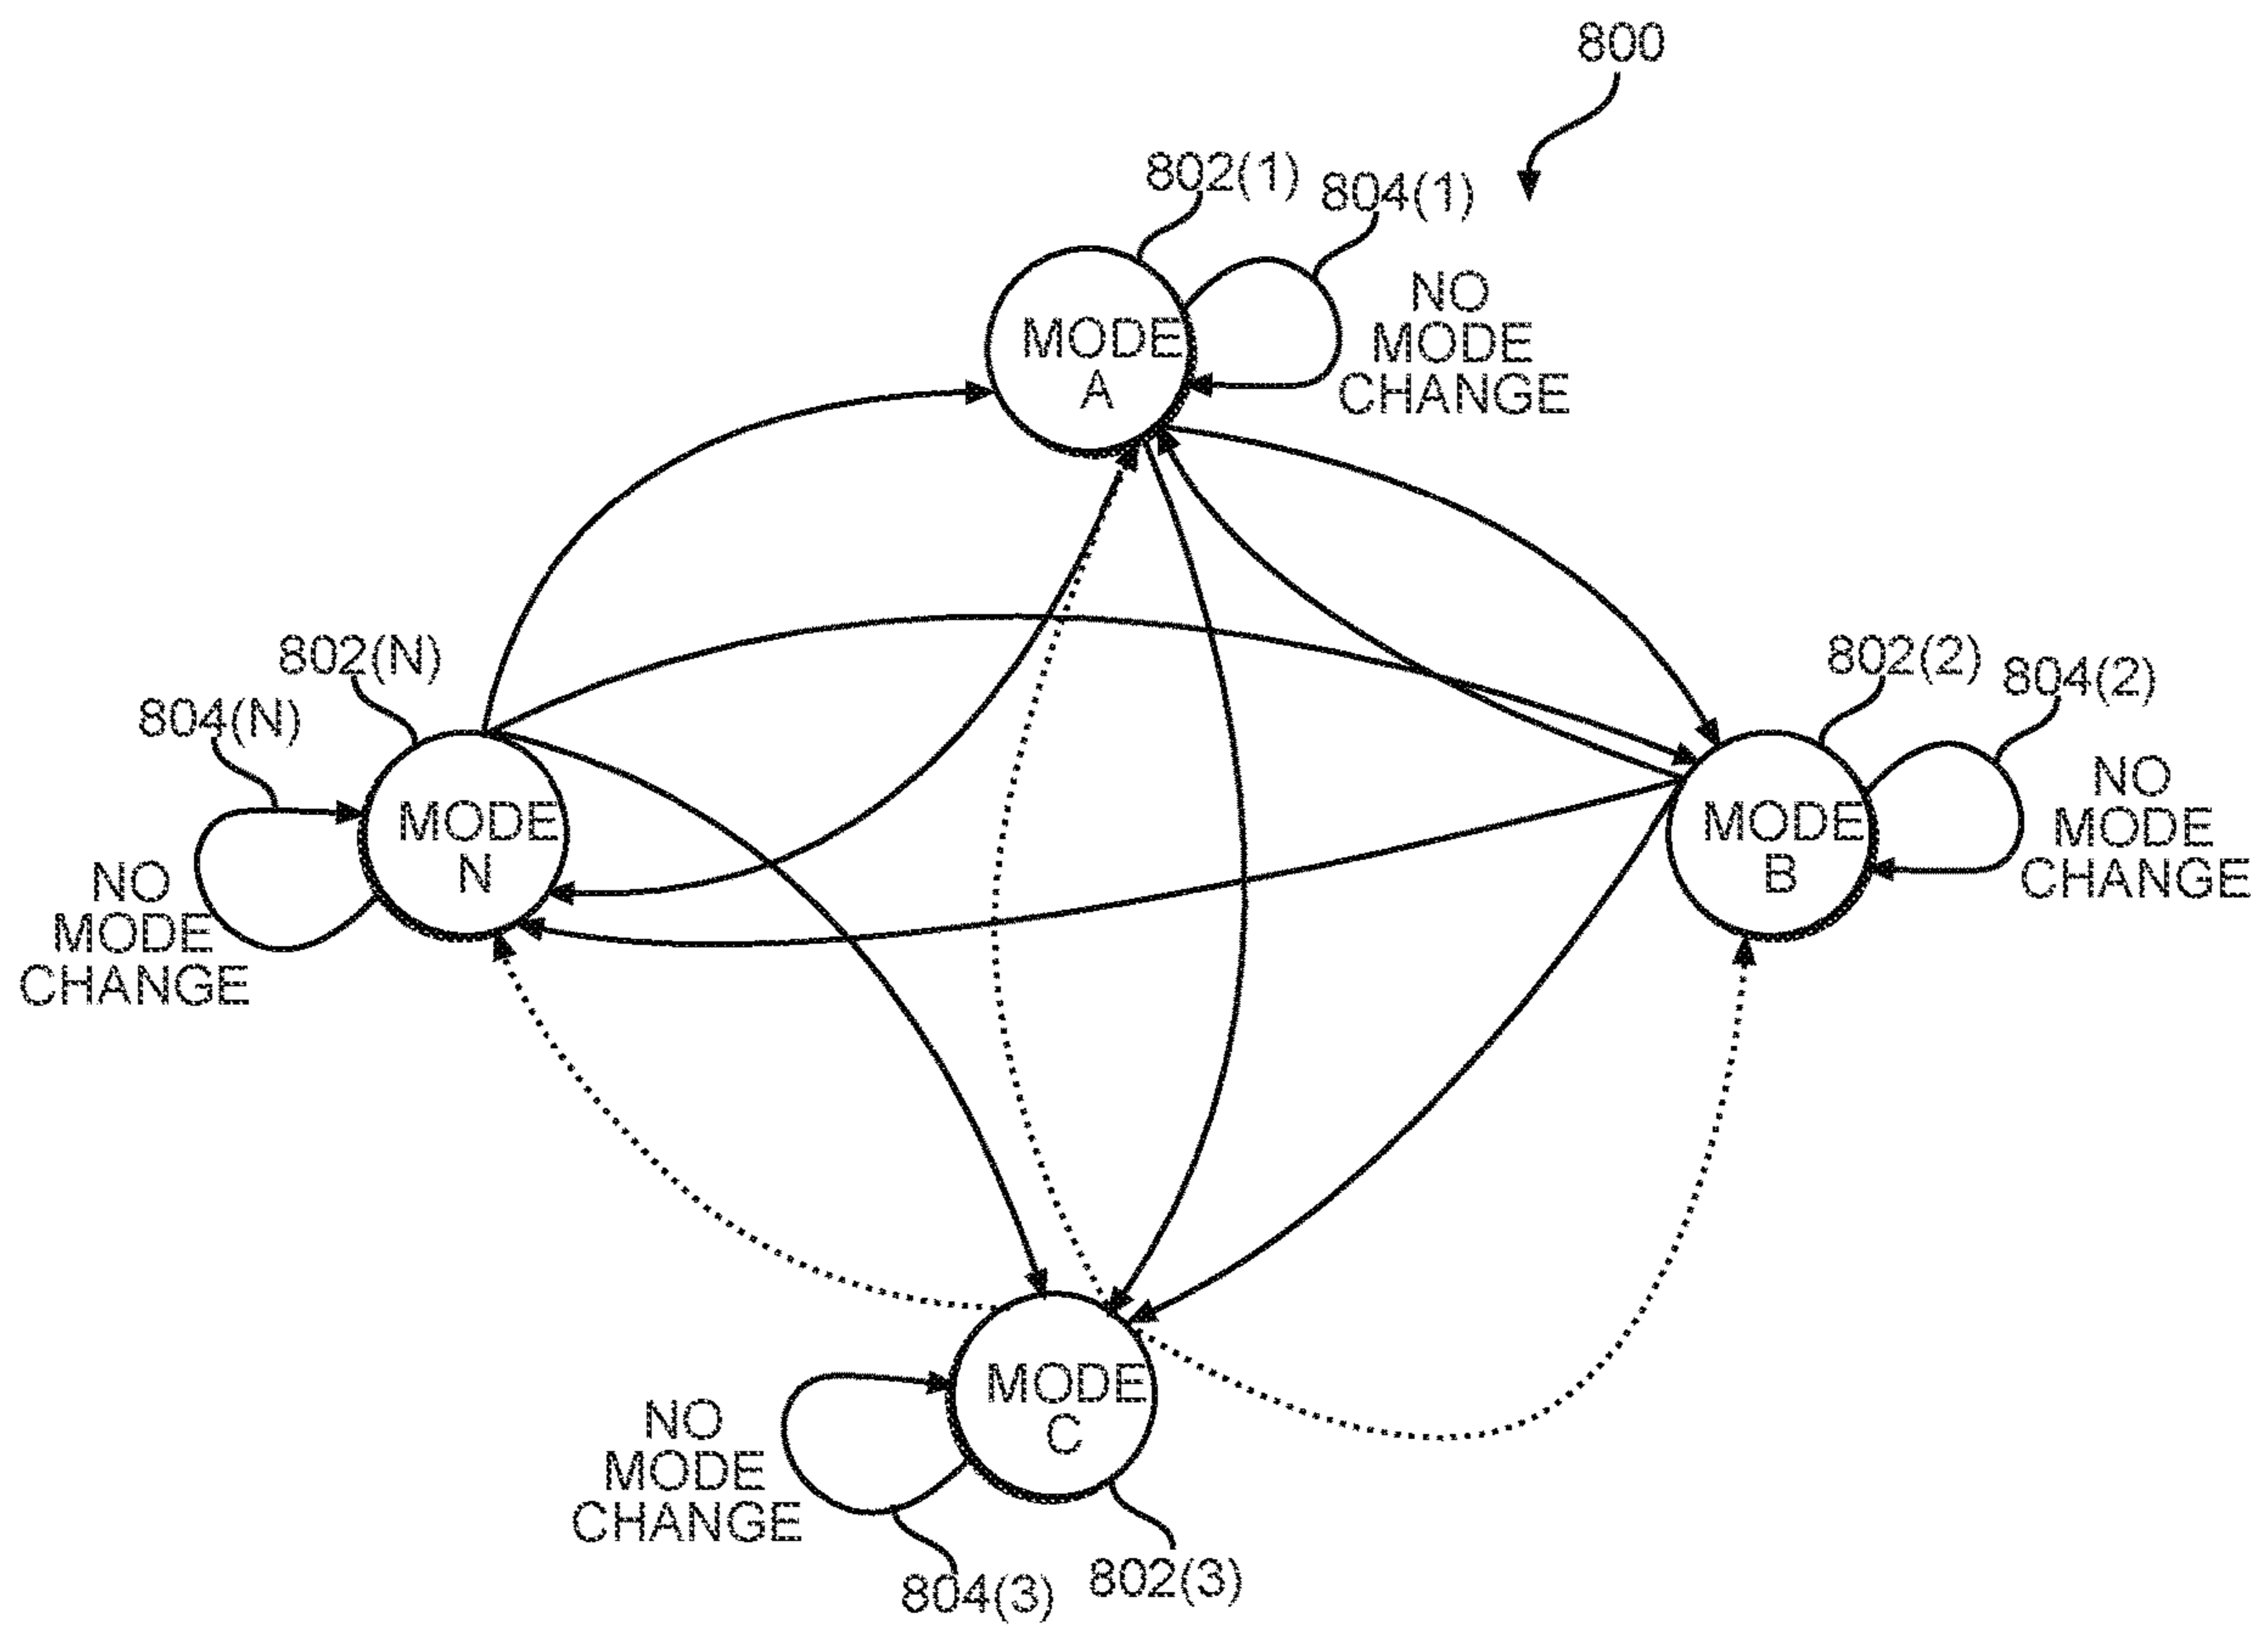 800
802(1)
804(1)
NO
MODE
CHANGE
MODE
A
802(N)
804(N)
MODE
N
NO
MODE
CHANGE
802(2)
804(2)
MODE
B
NO
MODE
CHANGE
MODE
C
NO
MODE
CHANGE
804(3)
802(3)